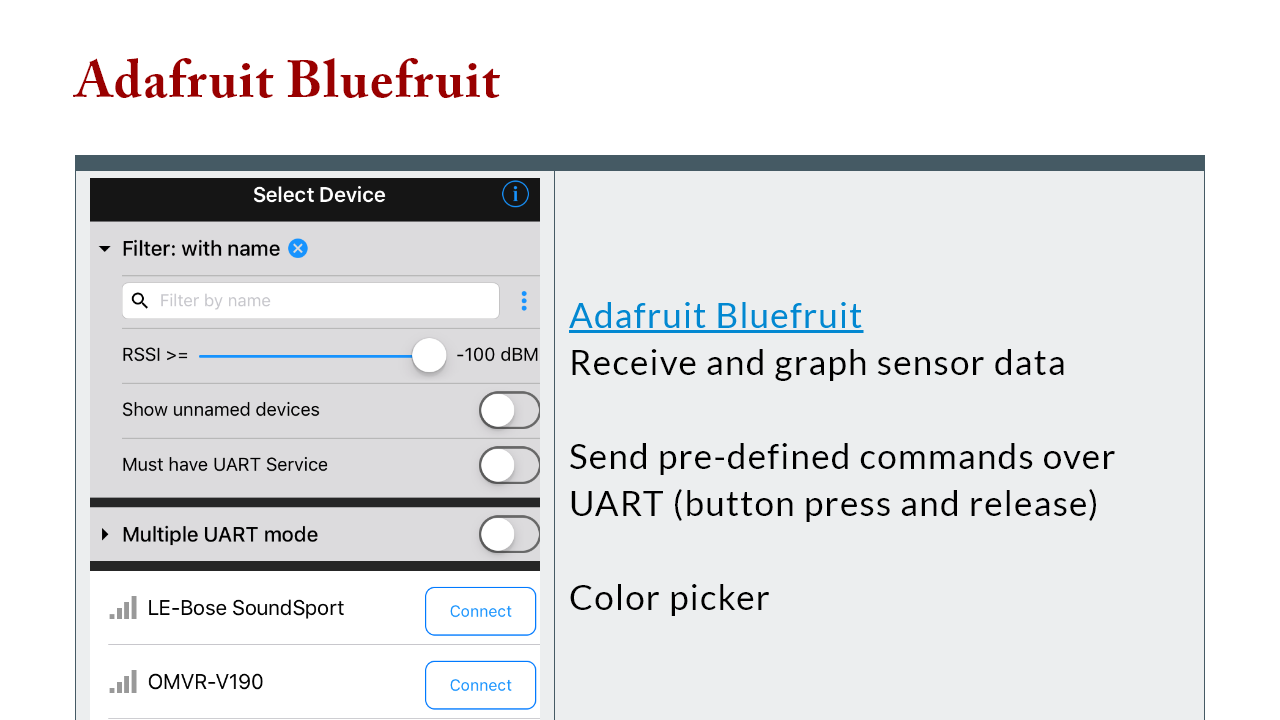 Adafruit Bluefruit
Select Device
Filter: with name
Filter by name
RSSI >= -100 dBM
Show unnamed devices
Must have UART Service
Multiple UART mode
LE-Bose SoundSport Connect
OMVR-V190 Connect
Adafruit Bluefruit
Receive and graph sensor data
Send pre-defined commands over
UART (button press and release)
Color picker